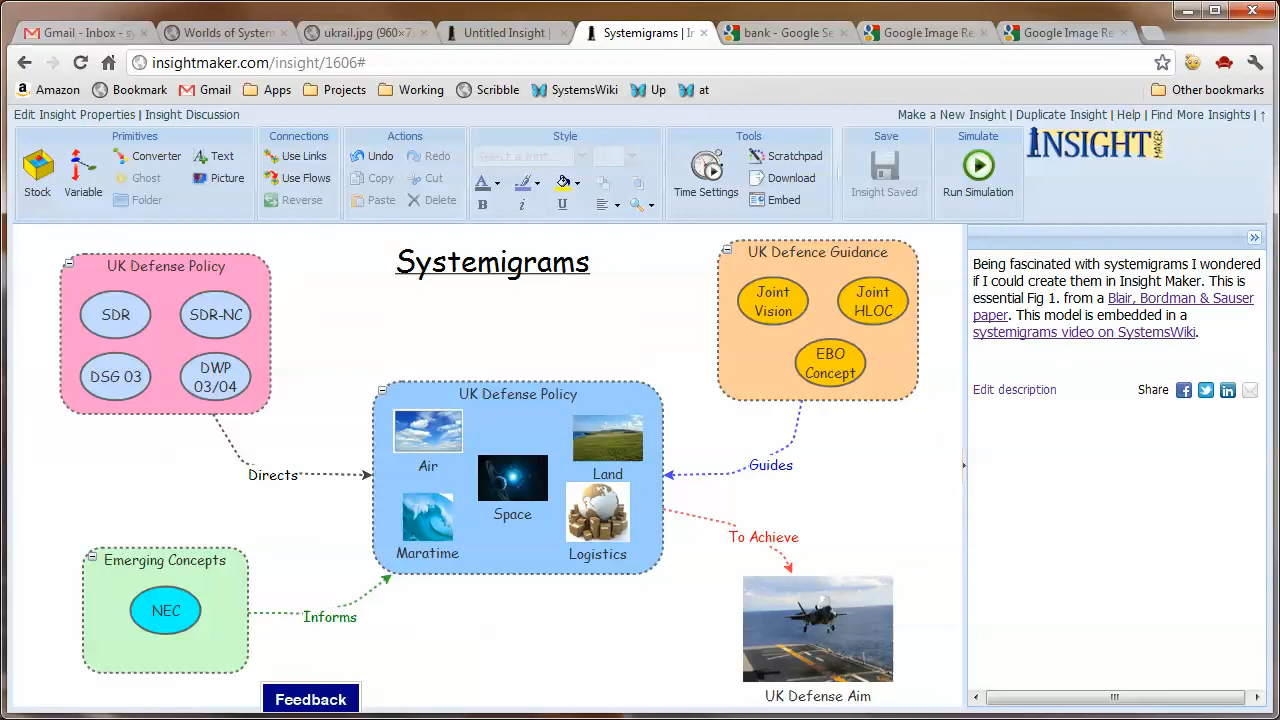 Gmail - Inbox - sy
Worlds of System
ukrail.jpg (960×7
Untitled Insight |
Systemigrams | In
bank - Google Se
Google Image Re
Google Image Re
insightmaker.com/insight/1606#
Amazon
Bookmark
Gmail
Apps
Projects
Working
Scribble
SystemsWiki
Up
at
Other bookmarks
Edit Insight Properties | Insight Discussion
Make a New Insight | Duplicate Insight | Help | Find More Insights | ↑
Primitives
Connections
Actions
Style
Tools
Save
Simulate
INSIGHT MAKER
Stock
Variable
Converter
Ghost
Folder
Text
Picture
Use Links
Use Flows
Reverse
Undo
Redo
Copy
Cut
Paste
Delete
Select a font...
A
B
i
U
Time Settings
Scratchpad
Download
Embed
Insight Saved
Run Simulation
Systemigrams
UK Defense Policy
SDR
SDR-NC
DSG 03
DWP
03/04
UK Defence Guidance
Joint
Vision
Joint
HLOC
EBO
Concept
UK Defense Policy
Air
Land
Space
Maratime
Logistics
Directs
Guides
To Achieve
Informs
Emerging Concepts
NEC
UK Defense Aim
Feedback
Being fascinated with systemigrams I wondered
if I could create them in Insight Maker. This is
essential Fig 1. from a Blair, Bordman & Sauser
paper. This model is embedded in a
systemigrams video on SystemsWiki.
Edit description
Share